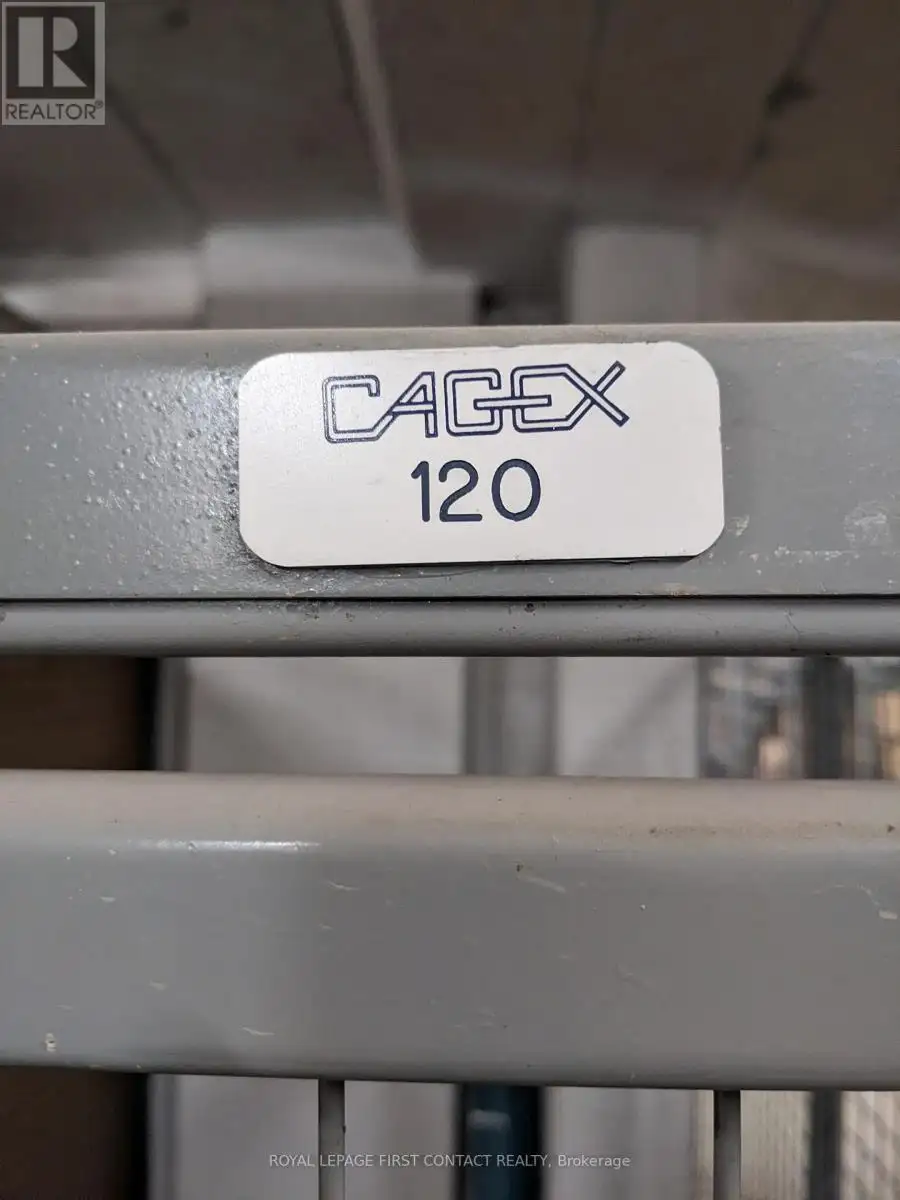 REALTOR®
CAGEX
120
ROYAL LEPAGE FIRST CONTACT REALTY, Brokerage